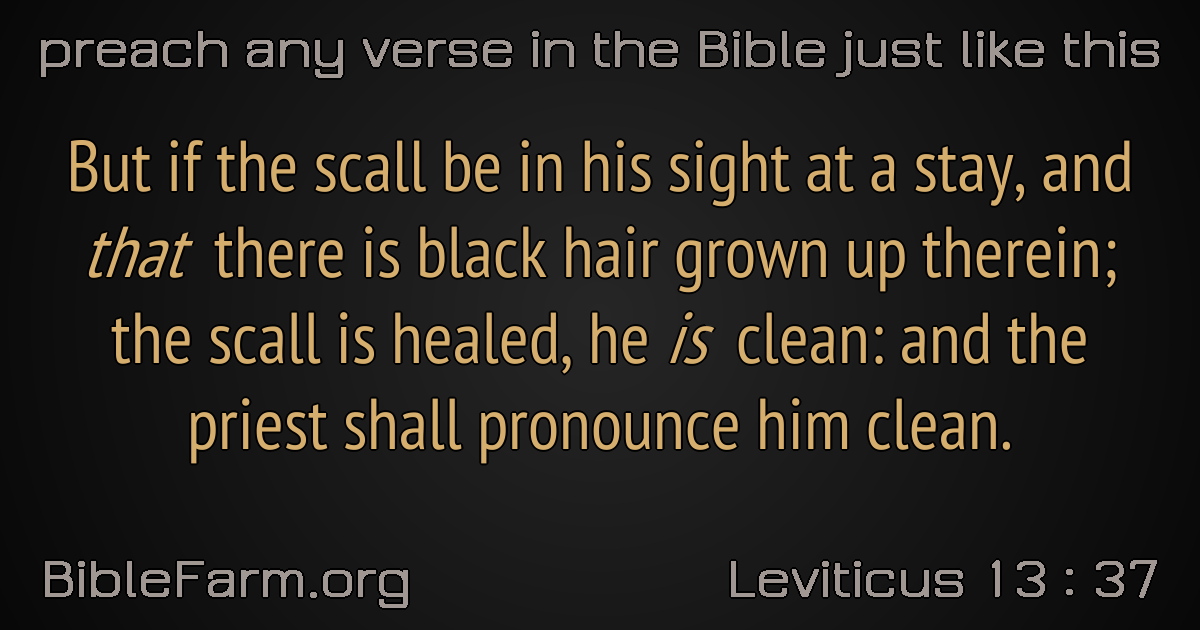 preach any verse in the Bible just like this
But if the scall be in his sight at a stay, and
that there is black hair grown up therein;
the scall is healed, he is clean: and the
priest shall pronounce him clean.
BibleFarm.org
Leviticus 13 : 37